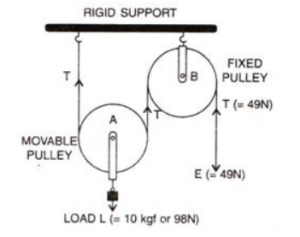 RIGID SUPPORT
B
FIXED
PULLEY
T
T (= 49N)
A
T
MOVABLE
PULLEY
E (= 49N)
LOAD L (= 10 kgf or 98N)